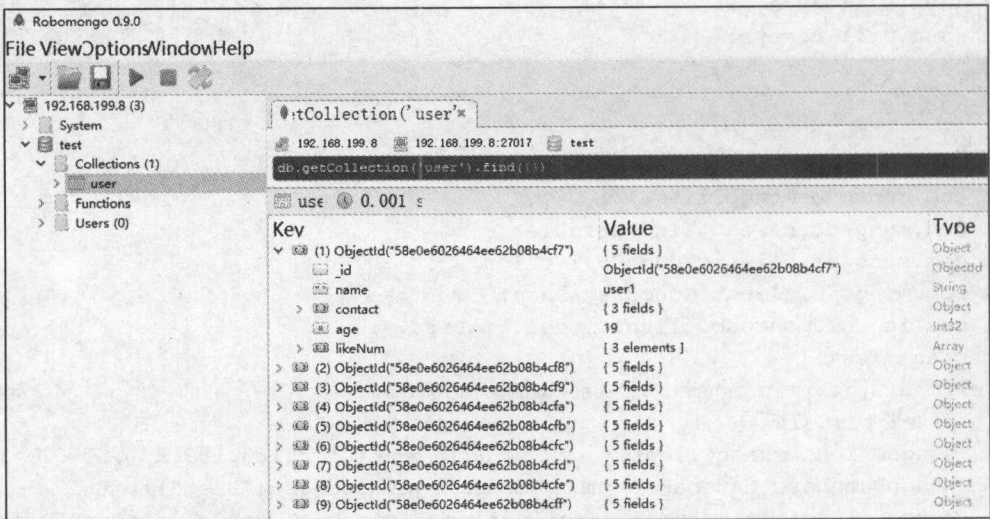 Robomongo 0.9.0
File View Options Window Help
192.168.199.8 (3)
System
test
Collections (1)
user
Functions
Users (0)
tCollection('user'
192.168.199.8 192.168.199.8:27017 test
db.getCollection('user').find({})
use 0.001 s
Key Value Type
(1) ObjectId("58e0e6026464ee62b08b4cf7") { 5 fields } Object
_id ObjectId("58e0e6026464ee62b08b4cf7") ObjectId
name user1 String
contact { 3 fields } Object
age 19 Int32
likeNum [ 3 elements ] Array
(2) ObjectId("58e0e6026464ee62b08b4cf8") { 5 fields } Object
(3) ObjectId("58e0e6026464ee62b08b4cf9") { 5 fields } Object
(4) ObjectId("58e0e6026464ee62b08b4cfa") { 5 fields } Object
(5) ObjectId("58e0e6026464ee62b08b4cfb") { 5 fields } Object
(6) ObjectId("58e0e6026464ee62b08b4cfc") { 5 fields } Object
(7) ObjectId("58e0e6026464ee62b08b4cfd") { 5 fields } Object
(8) ObjectId("58e0e6026464ee62b08b4cfe") { 5 fields } Object
(9) ObjectId("58e0e6026464ee62b08b4cff") { 5 fields } Object